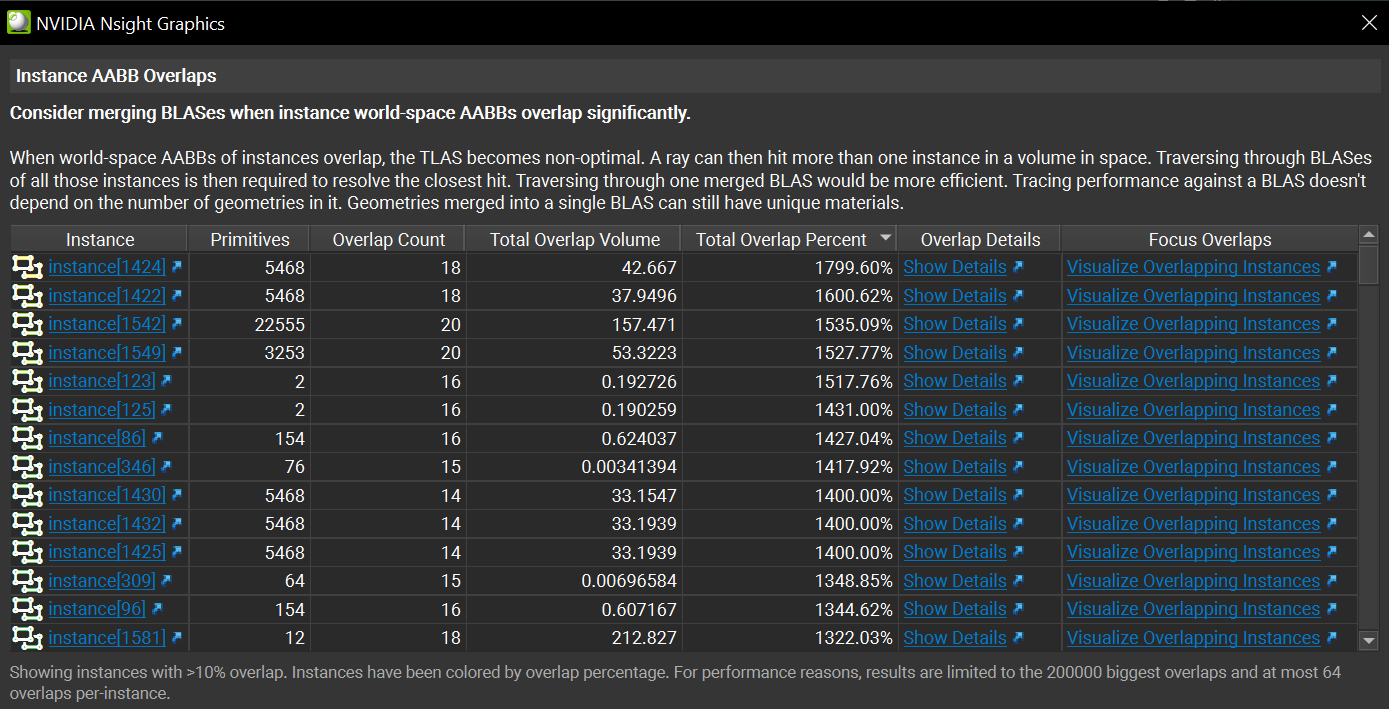 NVIDIA Nsight Graphics
Instance AABB Overlaps
Consider merging BLASes when instance world-space AABBs overlap significantly.
When world-space AABBs of instances overlap, the TLAS becomes non-optimal. A ray can then hit more than one instance in a volume in space. Traversing through BLASes
of all those instances is then required to resolve the closest hit. Traversing through one merged BLAS would be more efficient. Tracing performance against a BLAS doesn't
depend on the number of geometries in it. Geometries merged into a single BLAS can still have unique materials.
Instance Primitives Overlap Count Total Overlap Volume Total Overlap Percent Overlap Details Focus Overlaps
instance[1424] 5468 18 42.667 1799.60% Show Details Visualize Overlapping Instances
instance[1422] 5468 18 37.9496 1600.62% Show Details Visualize Overlapping Instances
instance[1542] 22555 20 157.471 1535.09% Show Details Visualize Overlapping Instances
instance[1549] 3253 20 53.3223 1527.77% Show Details Visualize Overlapping Instances
instance[123] 2 16 0.192726 1517.76% Show Details Visualize Overlapping Instances
instance[125] 2 16 0.190259 1431.00% Show Details Visualize Overlapping Instances
instance[86] 154 16 0.624037 1427.04% Show Details Visualize Overlapping Instances
instance[346] 76 15 0.00341394 1417.92% Show Details Visualize Overlapping Instances
instance[1430] 5468 14 33.1547 1400.00% Show Details Visualize Overlapping Instances
instance[1432] 5468 14 33.1939 1400.00% Show Details Visualize Overlapping Instances
instance[1425] 5468 14 33.1939 1400.00% Show Details Visualize Overlapping Instances
instance[309] 64 15 0.00696584 1348.85% Show Details Visualize Overlapping Instances
instance[96] 154 16 0.607167 1344.62% Show Details Visualize Overlapping Instances
instance[1581] 12 18 212.827 1322.03% Show Details Visualize Overlapping Instances
Showing instances with >10% overlap. Instances have been colored by overlap percentage. For performance reasons, results are limited to the 200000 biggest overlaps and at most 64
overlaps per-instance.